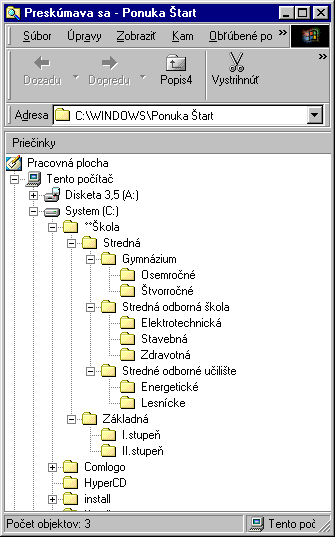 Preskúmava sa - Ponuka Štart
Súbor Úpravy Zobraziť Kam Obľúbené po »
Dozadu Dopredu Popis4 Vystrihnúť »
Adresa C:\WINDOWS\Ponuka Štart
Priečinky
Pracovná plocha
Tento počítač
Disketa 3,5 (A:)
System (C:)
**Škola
Stredná
Gymnázium
Osemročné
Štvorročné
Stredná odborná škola
Elektrotechnická
Stavebná
Zdravotná
Stredné odborné učilište
Energetické
Lesnícke
Základná
I.stupeň
II.stupeň
Comlogo
HyperCD
install
Počet objektov: 3 Tento poč